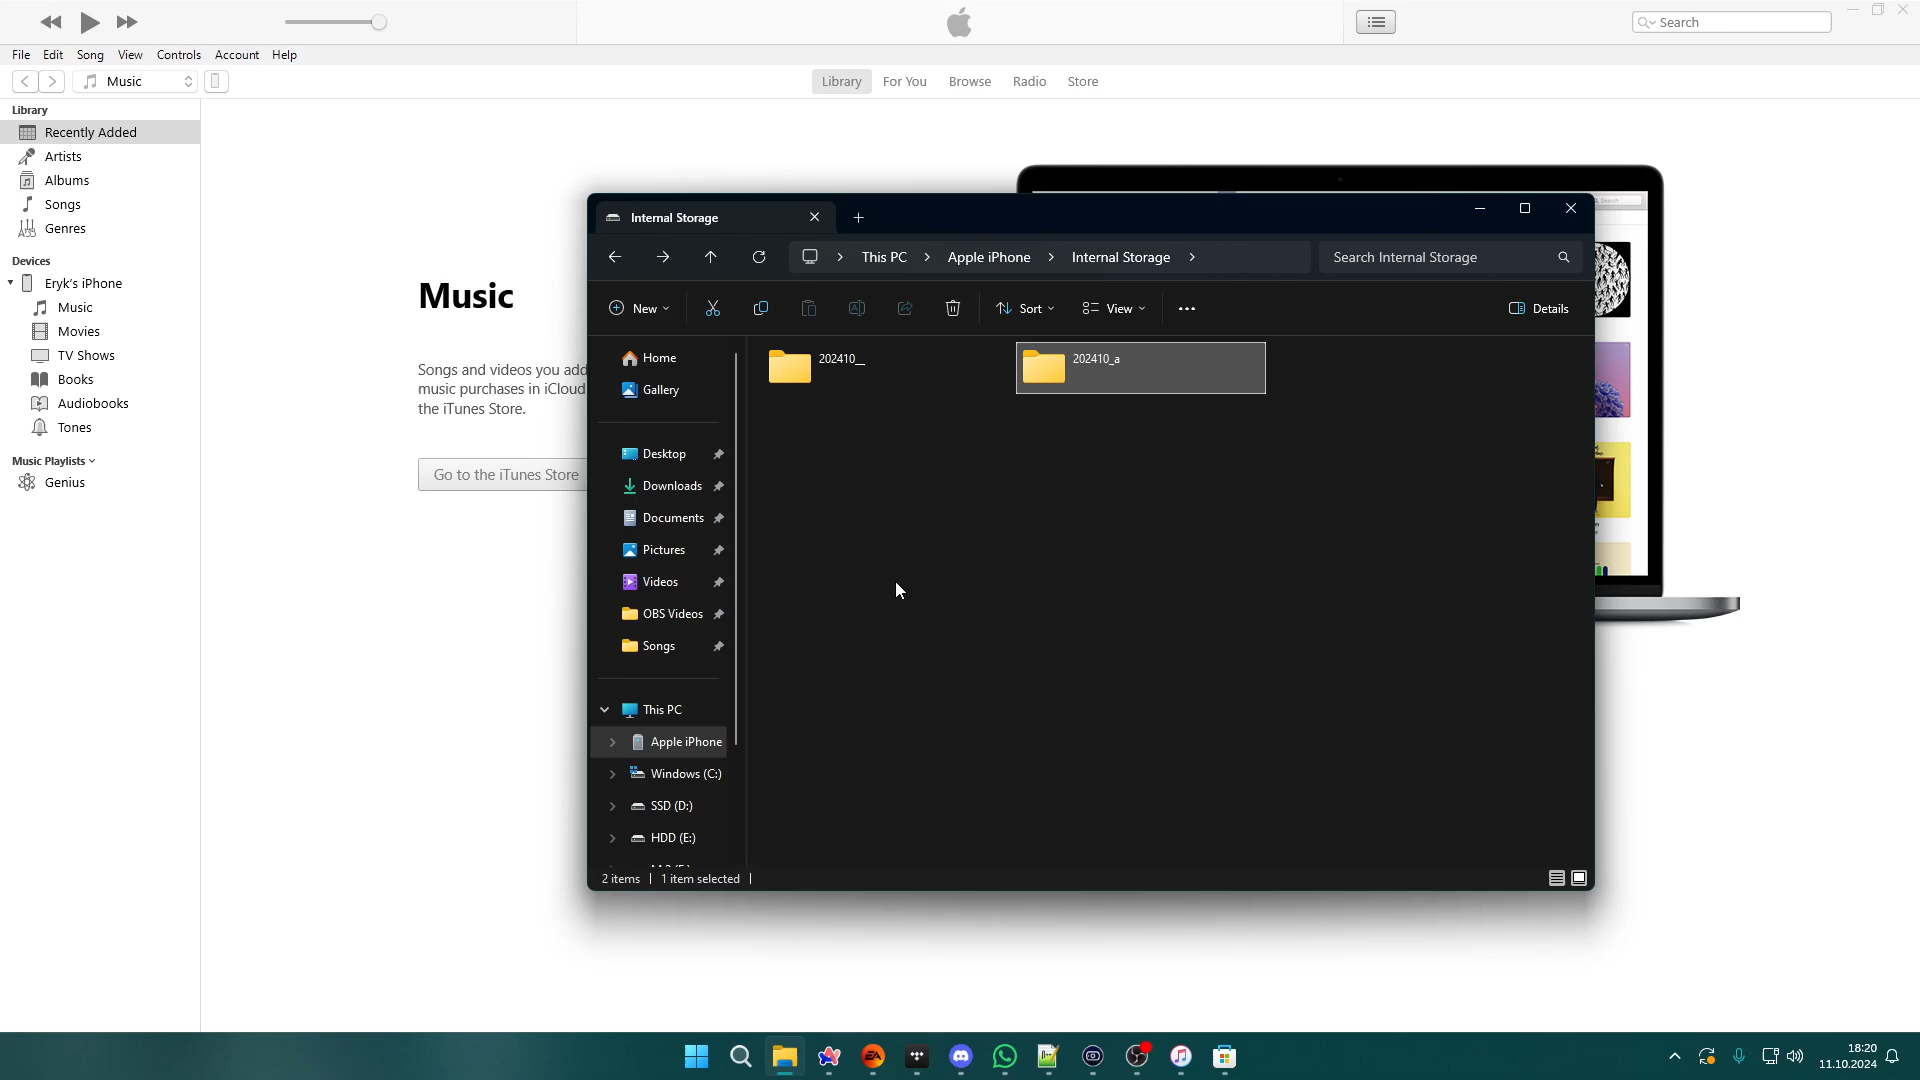 Search
File Edit Song View Controls Account Help
Music
Library For You Browse Radio Store
Library
Recently Added
Artists
Albums
Songs
Genres
Devices
Eryk's iPhone
Music
Movies
TV Shows
Books
Audiobooks
Tones
Music Playlists
Genius
Music
Songs and videos you add
music purchases in iCloud
the iTunes Store.
Go to the iTunes Store
Internal Storage
This PC > Apple iPhone > Internal Storage >
Search Internal Storage
New
Sort
View
Details
Home
Gallery
Desktop
Downloads
Documents
Pictures
Videos
OBS Videos
Songs
This PC
Apple iPhone
Windows (C:)
SSD (D:)
HDD (E:)
202410__
202410_a
2 items
1 item selected
18:20
11.10.2024